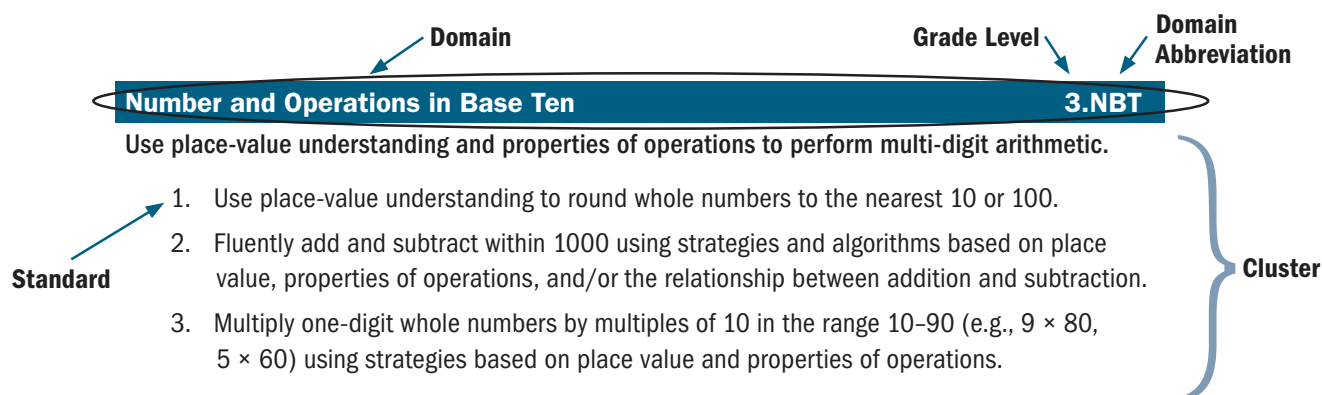 Domain
Grade Level
Domain
Abbreviation
Number and Operations in Base Ten 3.NBT
Use place-value understanding and properties of operations to perform multi-digit arithmetic.
1. Use place-value understanding to round whole numbers to the nearest 10 or 100.
2. Fluently add and subtract within 1000 using strategies and algorithms based on place
value, properties of operations, and/or the relationship between addition and subtraction.
3. Multiply one-digit whole numbers by multiples of 10 in the range 10–90 (e.g., 9 × 80,
5 × 60) using strategies based on place value and properties of operations.
Standard
Cluster